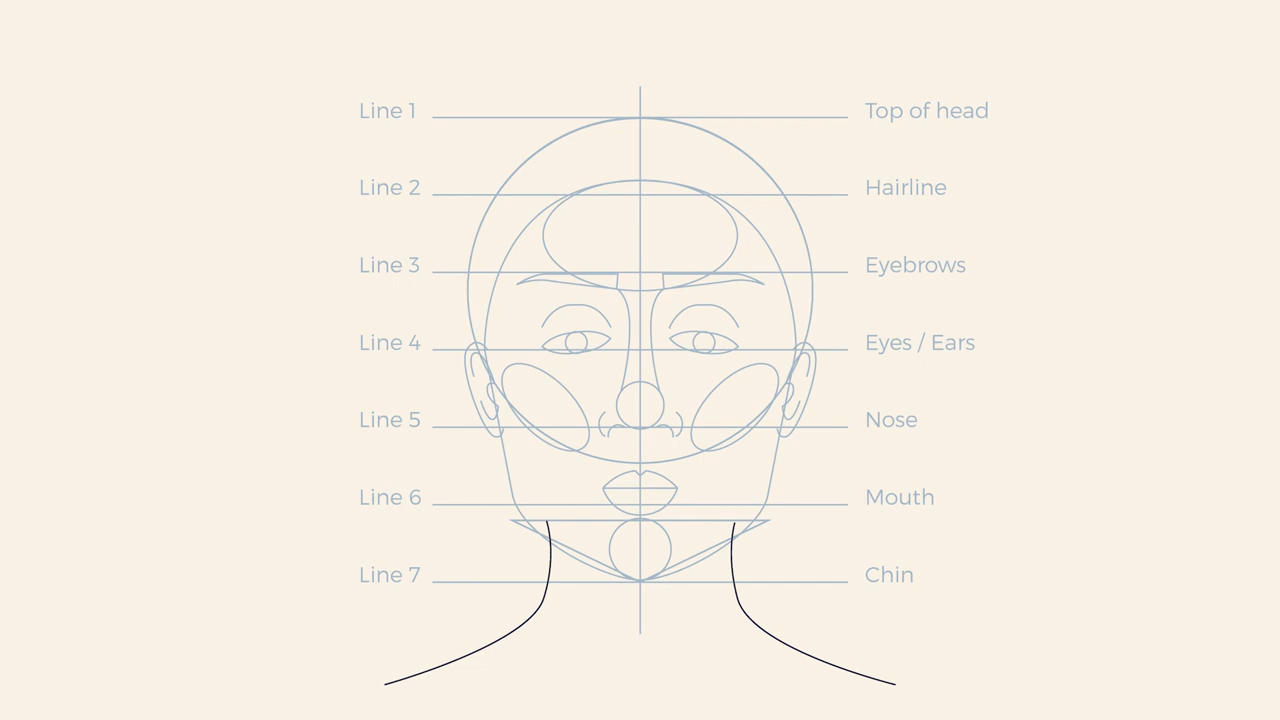 Line 1 Top of head
Line 2 Hairline
Line 3 Eyebrows
Line 4 Eyes / Ears
Line 5 Nose
Line 6 Mouth
Line 7 Chin